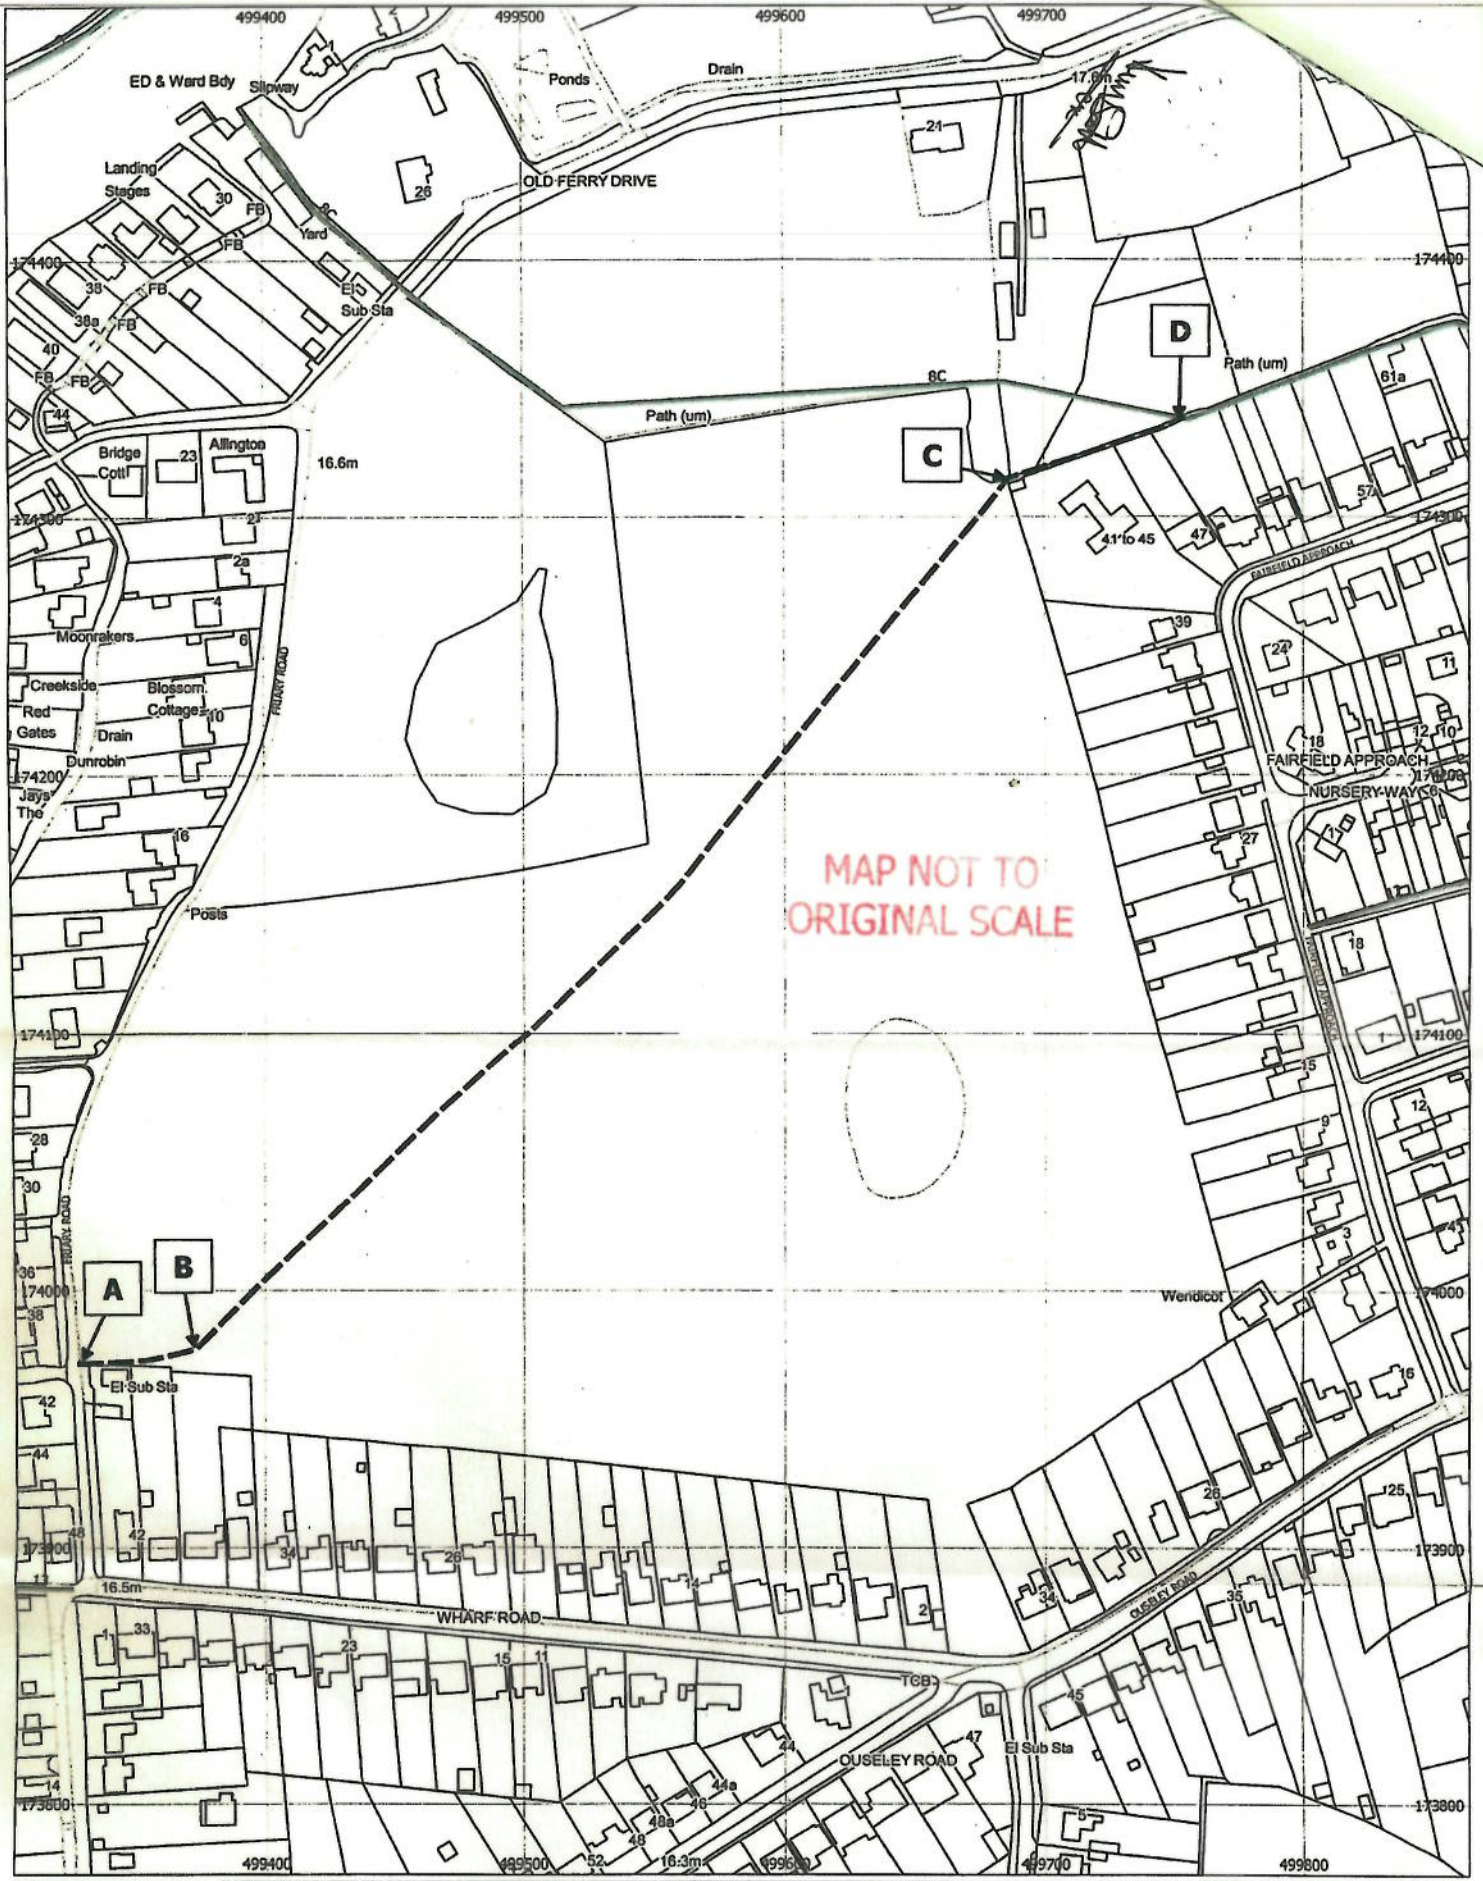 499400
499500
499600
499700
ED & Ward Bdy
Slipway
Ponds
Drain
17.6m
21
Landing
Stages
30
FB
26
OLD FERRY DRIVE
8C
Yard
FB
174400
174400
38
FB
El
Sub Sta
38a
FB
D
40
Path (um)
FB
FB
8C
61a
44
Path (um)
Bridge
Cott
23
Allington
16.6m
C
57
174300
2
174300
41 to 45
47
FAIRFIELD APPROACH
2a
4
39
Moonrakers
6
24
11
FRIARY ROAD
Creekside
Blossom
Cottage
10
Red
Gates
Drain
18
12
10
Dunrobin
FAIRFIELD APPROACH
174200
174200
Jays
The
NURSERY WAY
6
16
27
1
MAP NOT TO
ORIGINAL SCALE
Posts
18
FAIRFIELD APPROACH
174100
174100
1
15
12
28
9
30
FRIARY ROAD
3
36
B
A
174000
174000
38
Wendicot
El Sub Sta
16
42
44
26
25
48
42
173900
34
26
173900
16.5m
14
2
34
OUSELEY ROAD
35
WHARF ROAD
1
33
23
15
11
TCB
45
47
44
El Sub Sta
OUSELEY ROAD
14
44a
46
173800
48a
173800
5
48
52
16.3m
499400
499500
499600
499700
499800